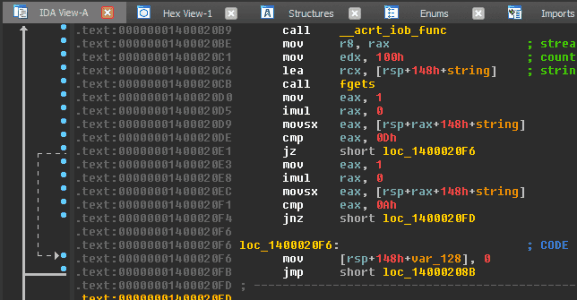 IDA View-A Hex View-1 Structures Enums Imports
.text:00000001400020B9 call __acrt_iob_func
.text:00000001400020BE mov r8, rax ; strea
.text:00000001400020C1 mov edx, 100h ; count
.text:00000001400020C6 lea rcx, [rsp+148h+string] ; strin
.text:00000001400020CB call fgets
.text:00000001400020D0 mov eax, 1
.text:00000001400020D5 imul rax, 0
.text:00000001400020D9 movsx eax, [rsp+rax+148h+string]
.text:00000001400020DE cmp eax, 0Dh
.text:00000001400020E1 jz short loc_1400020F6
.text:00000001400020E3 mov eax, 1
.text:00000001400020E8 imul rax, 0
.text:00000001400020EC movsx eax, [rsp+rax+148h+string]
.text:00000001400020F1 cmp eax, 0Ah
.text:00000001400020F4 jnz short loc_1400020FD
.text:00000001400020F6
.text:00000001400020F6 loc_1400020F6: ; CODE
.text:00000001400020F6 mov [rsp+148h+var_128], 0
.text:00000001400020FB jmp short loc_14000208B
.text:00000001400020FD ; ---------------------------